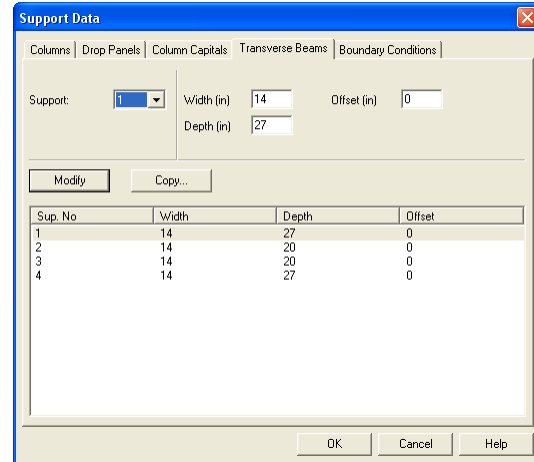 Support Data
Columns Drop Panels Column Capitals Transverse Beams Boundary Conditions
Support: 1 Width (in) 14 Offset (in) 0
Depth (in) 27
Modify Copy...
Sup. No Width Depth Offset
1 14 27 0
2 14 20 0
3 14 20 0
4 14 27 0
OK Cancel Help